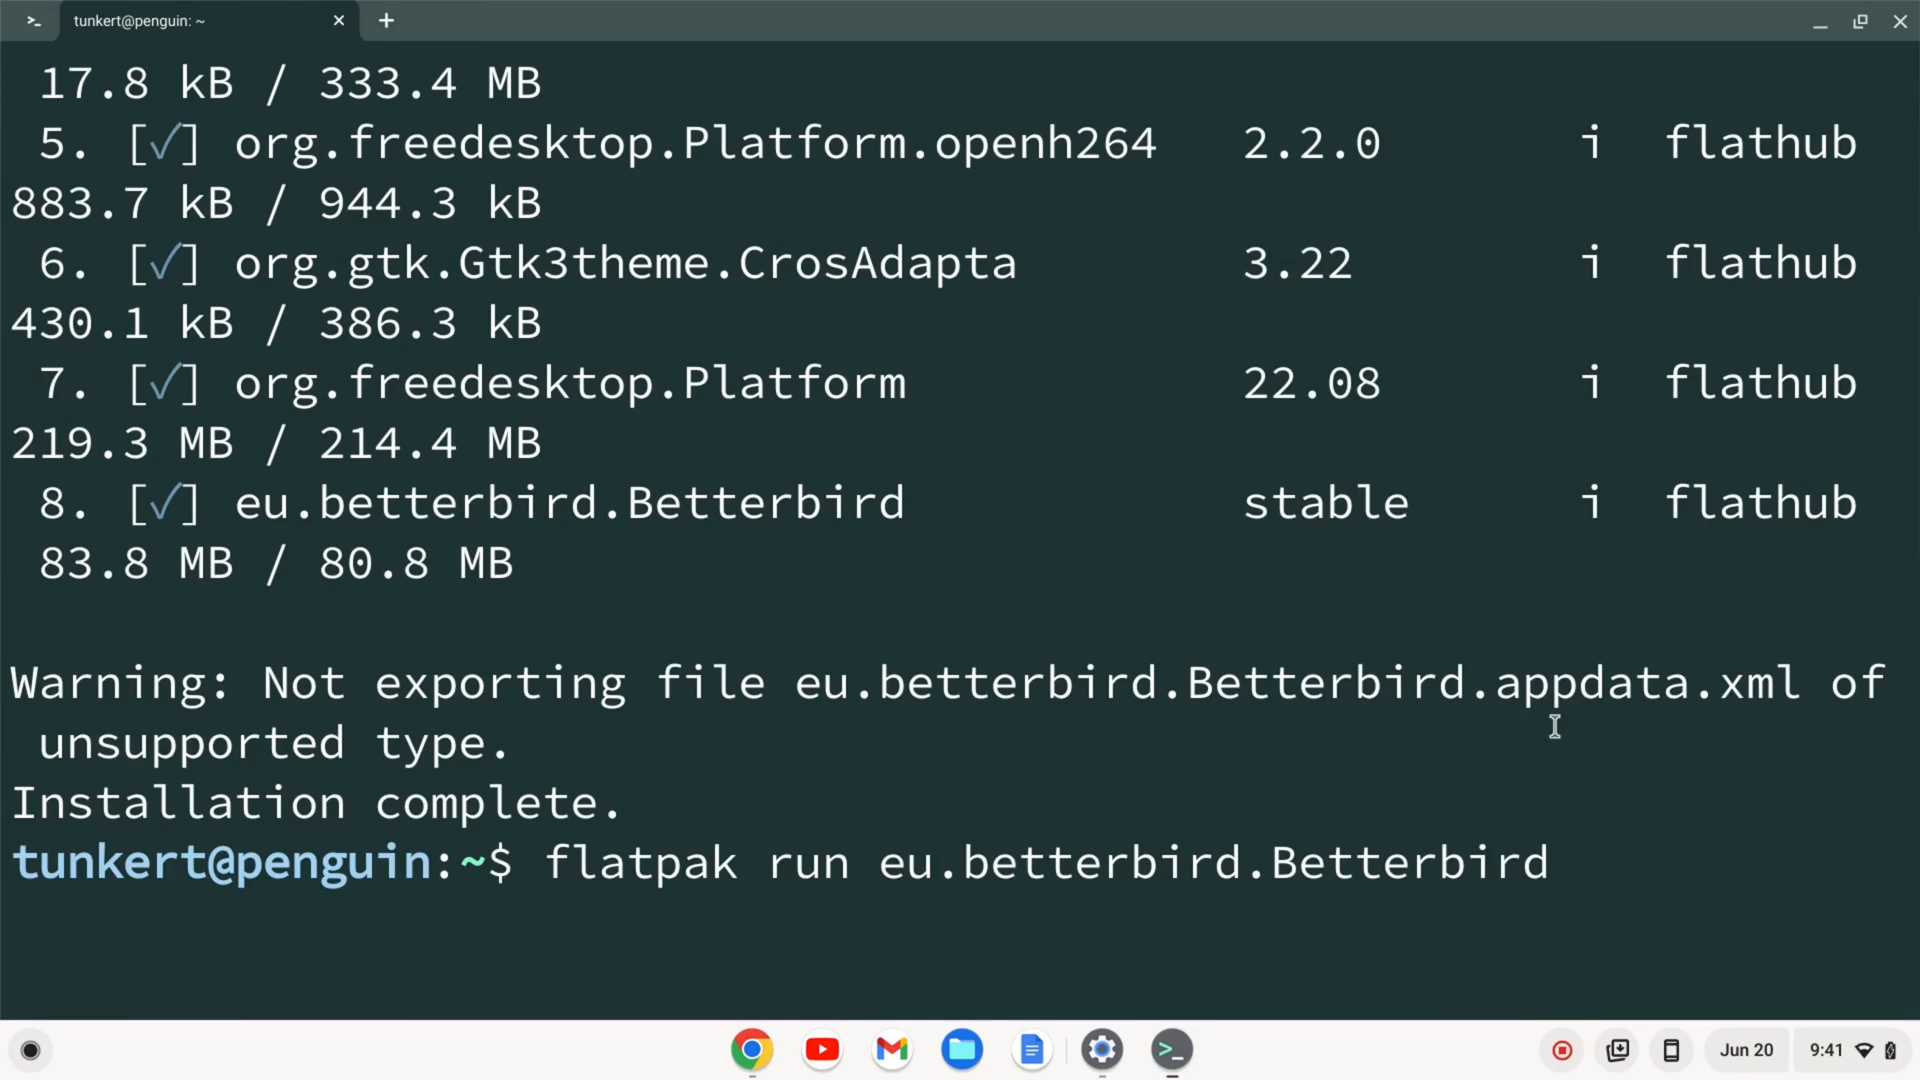 tunkert@penguin: ~
17.8 kB / 333.4 MB
5. [✓] org.freedesktop.Platform.openh264 2.2.0 i flathub
883.7 kB / 944.3 kB
6. [✓] org.gtk.Gtk3theme.CrosAdapta 3.22 i flathub
430.1 kB / 386.3 kB
7. [✓] org.freedesktop.Platform 22.08 i flathub
219.3 MB / 214.4 MB
8. [✓] eu.betterbird.Betterbird stable i flathub
83.8 MB / 80.8 MB
Warning: Not exporting file eu.betterbird.Betterbird.appdata.xml of
unsupported type.
Installation complete.
tunkert@penguin:~$ flatpak run eu.betterbird.Betterbird
Jun 20 9:41